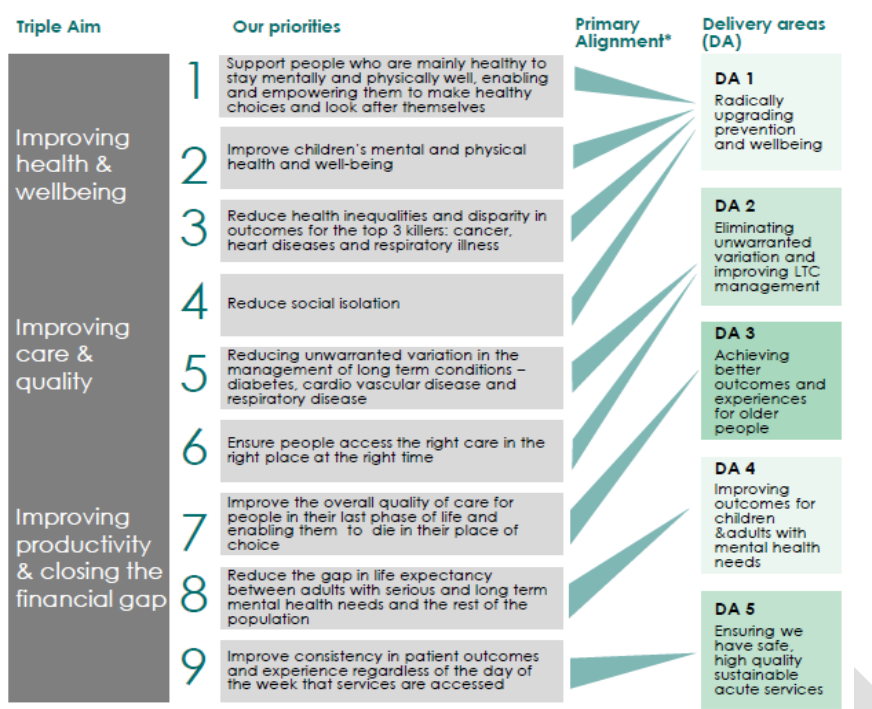 Triple Aim
Our priorities
Primary
Alignment*
Delivery areas
(DA)
Improving
health &
wellbeing
Improving
care &
quality
Improving
productivity
& closing the
financial gap
1
Support people who are mainly healthy to
stay mentally and physically well, enabling
and empowering them to make healthy
choices and look after themselves
2
Improve children's mental and physical
health and well-being
3
Reduce health inequalities and disparity in
outcomes for the top 3 killers: cancer,
heart diseases and respiratory illness
4
Reduce social isolation
5
Reducing unwarranted variation in the
management of long term conditions –
diabetes, cardio vascular disease and
respiratory disease
6
Ensure people access the right care in the
right place at the right time
7
Improve the overall quality of care for
people in their last phase of life and
enabling them to die in their place of
choice
8
Reduce the gap in life expectancy
between adults with serious and long term
mental health needs and the rest of the
population
9
Improve consistency in patient outcomes
and experience regardless of the day of
the week that services are accessed
DA 1
Radically
upgrading
prevention
and wellbeing
DA 2
Eliminating
unwarranted
variation and
improving LTC
management
DA 3
Achieving
better
outcomes and
experiences
for older
people
DA 4
Improving
outcomes for
children
&adults with
mental health
needs
DA 5
Ensuring we
have safe,
high quality
sustainable
acute services